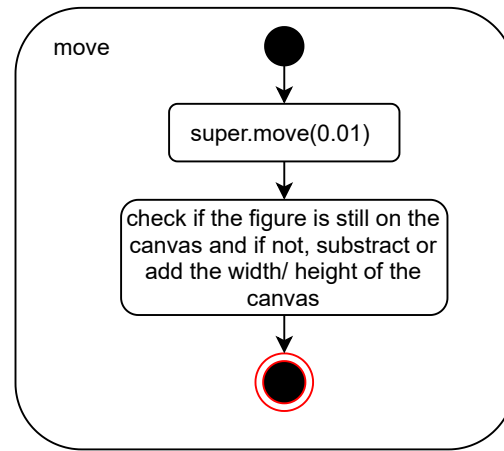 move
super.move(0.01)
check if the figure is still on the
canvas and if not, substract or
add the width/ height of the
canvas